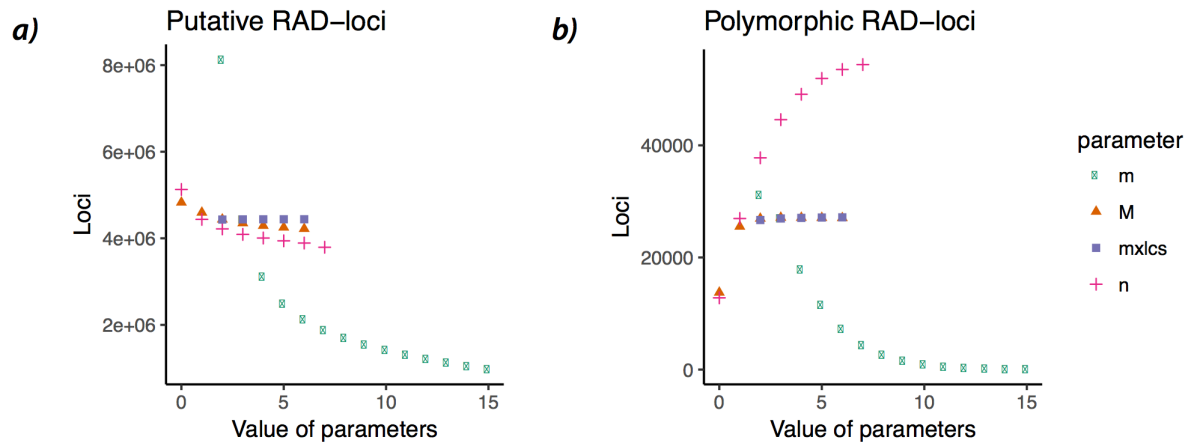 a)
Putative RAD−loci
Loci
8e+06
6e+06
4e+06
2e+06
0
5
10
15
Value of parameters
b)
Polymorphic RAD−loci
Loci
40000
20000
0
0
5
10
15
Value of parameters
parameter
m
M
mxlcs
n